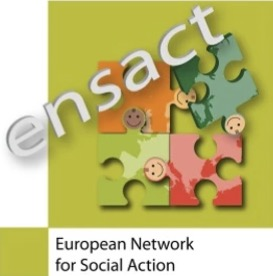 ensact
European Network
for Social Action